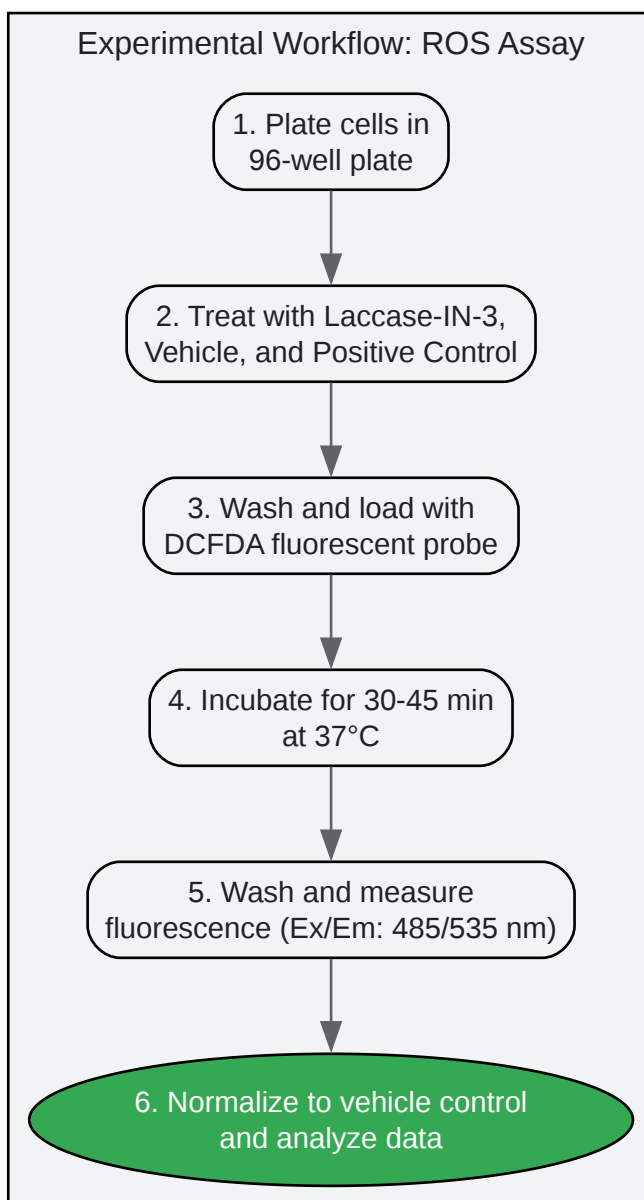 Experimental Workflow: ROS Assay
1. Plate cells in
96-well plate
2. Treat with Laccase-IN-3,
Vehicle, and Positive Control
3. Wash and load with
DCFDA fluorescent probe
4. Incubate for 30-45 min
at 37°C
5. Wash and measure
fluorescence (Ex/Em: 485/535 nm)
6. Normalize to vehicle control
and analyze data